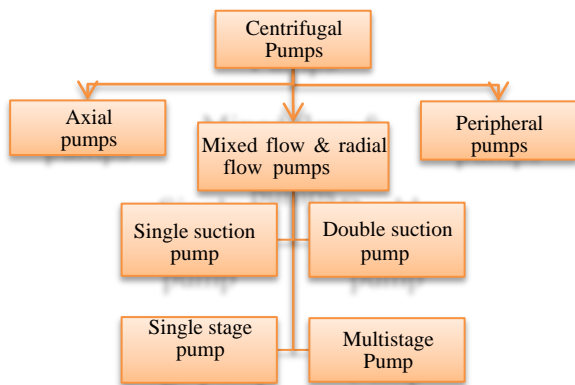 Centrifugal
Pumps
Axial
pumps
Mixed flow & radial
flow pumps
Peripheral
pumps
Single suction
pump
Double suction
pump
Single stage
pump
Multistage
Pump